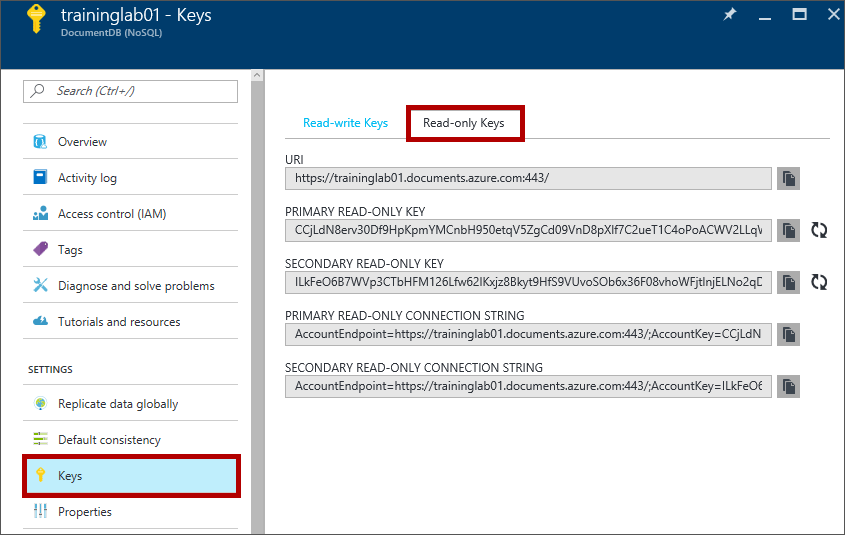 traininglab01 - Keys
DocumentDB (NoSQL)
Search (Ctrl+/)
Overview
Activity log
Access control (IAM)
Tags
Diagnose and solve problems
Tutorials and resources
SETTINGS
Replicate data globally
Default consistency
Keys
Properties
Read-write Keys
Read-only Keys
URI
https://traininglab01.documents.azure.com:443/
PRIMARY READ-ONLY KEY
CCjLdN8erv30Df9HpKpmYMCnbH950etqV5ZgCd09VnD8pXlf7C2ueT1C4oPoACWV2LLqV
SECONDARY READ-ONLY KEY
ILkFeO6B7WVp3CTbHFM126Lfw62IKxjz8Bkyt9HfS9VUvoSOb6x36F08vhoWFjtInjELNo2qD
PRIMARY READ-ONLY CONNECTION STRING
AccountEndpoint=https://traininglab01.documents.azure.com:443/;AccountKey=CCjLdN
SECONDARY READ-ONLY CONNECTION STRING
AccountEndpoint=https://traininglab01.documents.azure.com:443/;AccountKey=ILkFeO6